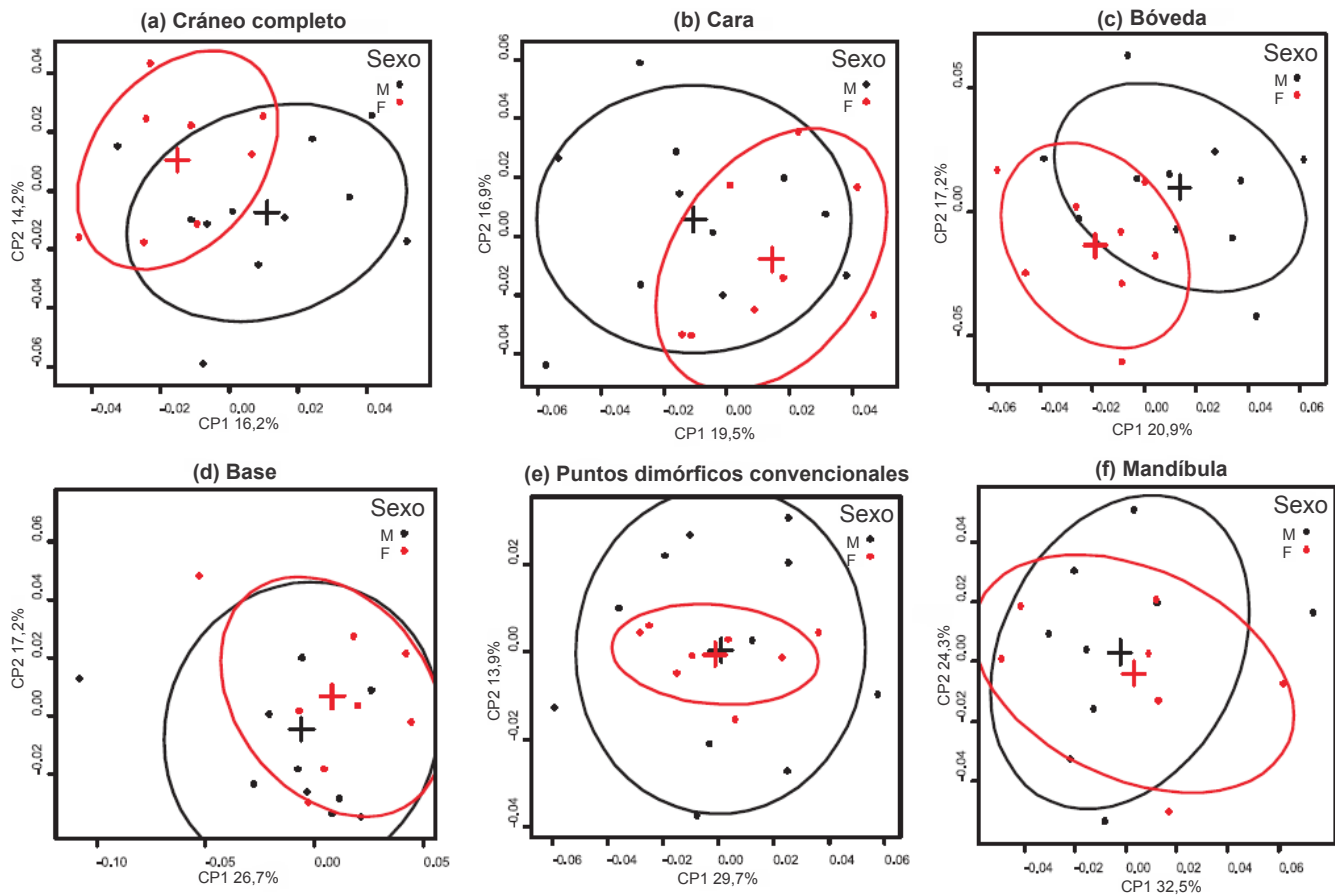 (a) Cráneo completo
Sexo
M
F
CP2 14,2%
0.04
0.02
0.00
-0.02
-0.04
-0.06
-0.04 -0.02 0.00 0.02 0.04
CP1 16,2%
(b) Cara
Sexo
M
F
CP2 16,9%
0.06
0.04
0.02
0.00
-0.02
-0.04
-0.06 -0.04 -0.02 0.00 0.02 0.04
CP1 19,5%
(c) Bóveda
Sexo
M
F
CP2 17,2%
0.05
0.00
-0.05
-0.06 -0.04 -0.02 0.00 0.02 0.04 0.06
CP1 20,9%
(d) Base
Sexo
M
F
CP2 17,2%
0.06
0.04
0.02
0.00
-0.02
-0.10 -0.05 0.00 0.05
CP1 26,7%
(e) Puntos dimórficos convencionales
Sexo
M
F
CP2 13,9%
0.02
0.00
-0.02
-0.04
-0.06 -0.04 -0.02 0.00 0.02 0.04 0.06
CP1 29,7%
(f) Mandíbula
Sexo
M
F
CP2 24,3%
0.04
0.02
0.00
-0.02
-0.04
-0.04 -0.02 0.00 0.02 0.04 0.06
CP1 32,5%